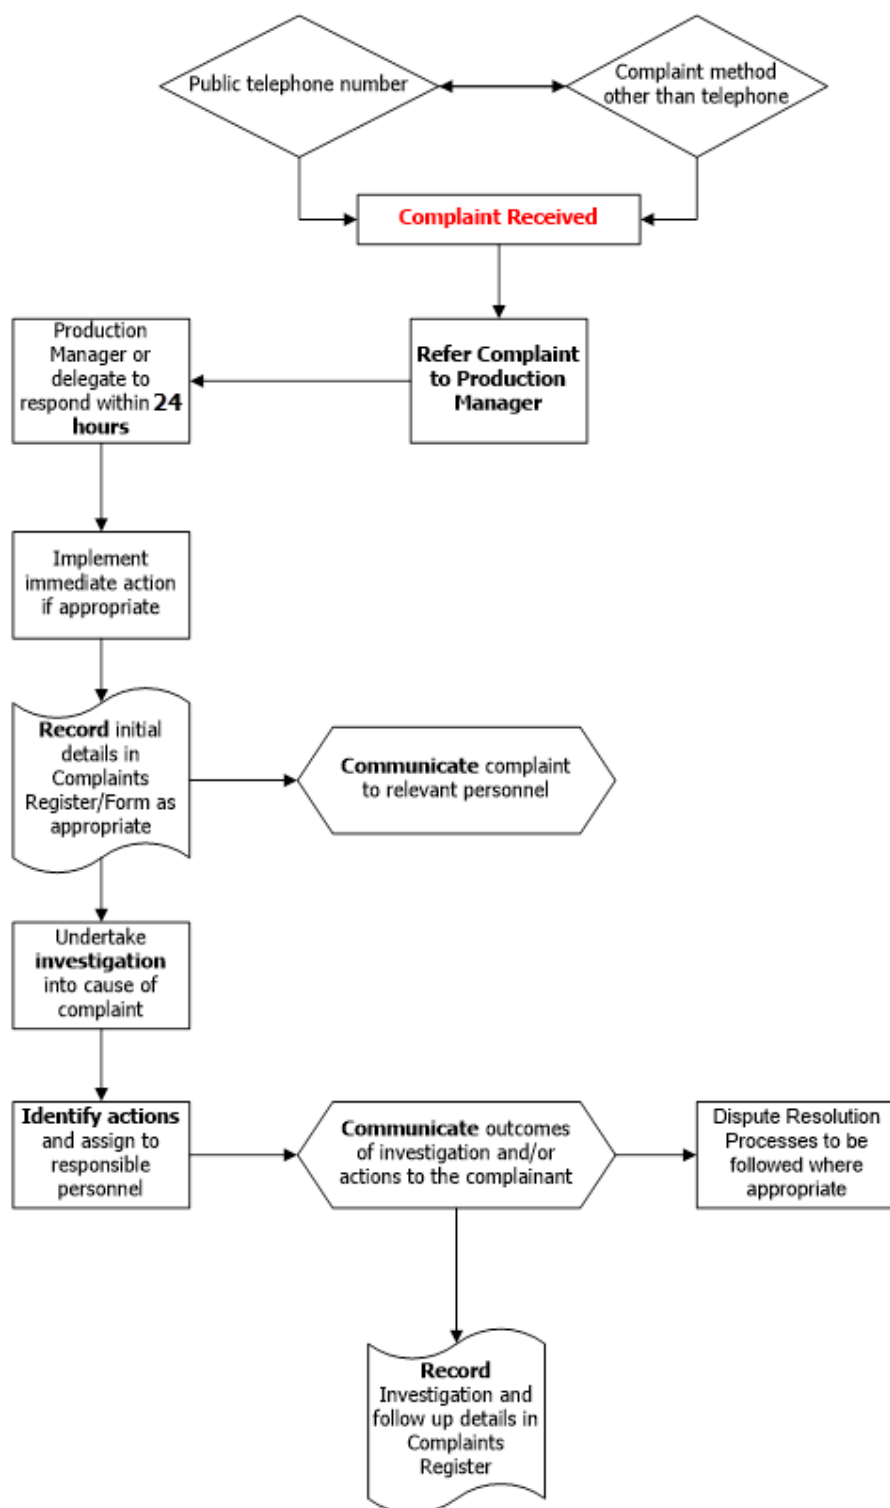 Public telephone number
Complaint method
other than telephone
Complaint Received
Production
Manager or
delegate to
respond within 24
hours
Refer Complaint
to Production
Manager
Implement
immediate action
if appropriate
Record initial
details in
Complaints
Register/Form as
appropriate
Communicate complaint
to relevant personnel
Undertake
investigation
into cause of
complaint
Identify actions
and assign to
responsible
personnel
Communicate outcomes
of investigation and/or
actions to the complainant
Dispute Resolution
Processes to be
followed where
appropriate
Record
Investigation and
follow up details in
Complaints
Register